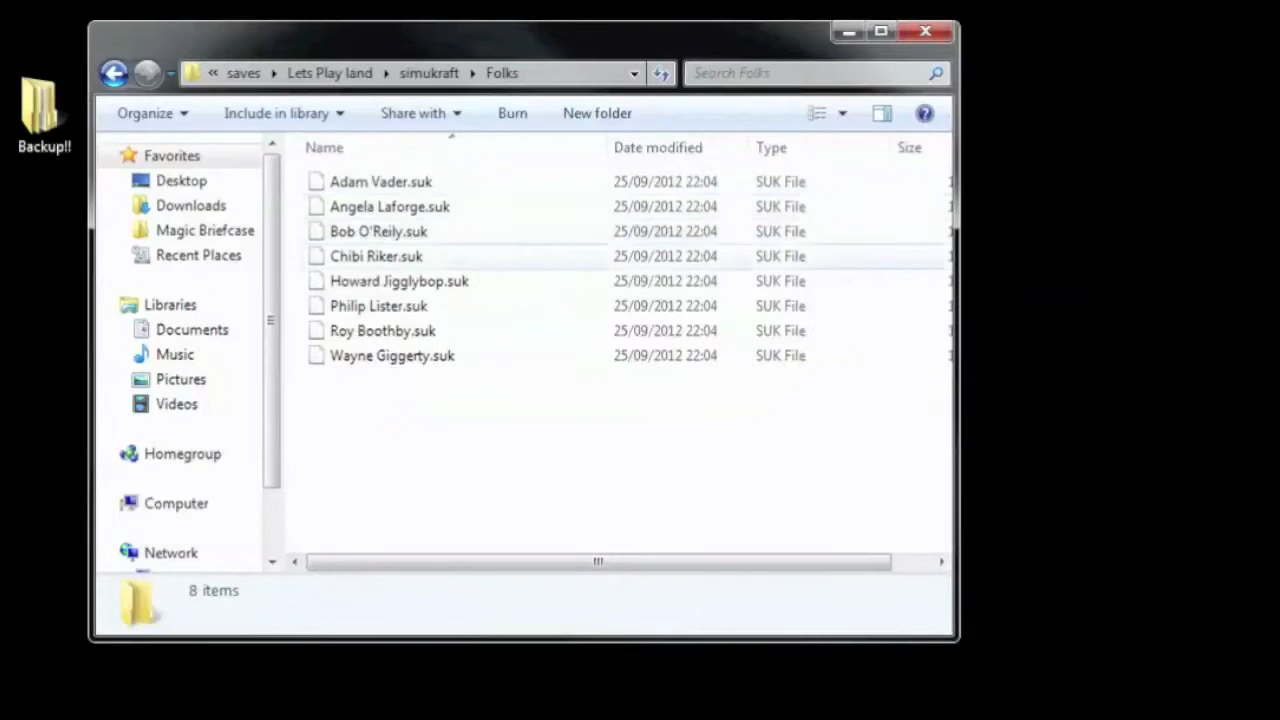 « saves Lets Play land simukraft Folks Search Folks
Organize Include in library Share with Burn New folder
Backup!!
Name Date modified Type Size
Favorites
Desktop
Downloads
Magic Briefcase
Recent Places
Libraries
Documents
Music
Pictures
Videos
Homegroup
Computer
Network
Adam Vader.suk 25/09/2012 22:04 SUK File
Angela Laforge.suk 25/09/2012 22:04 SUK File
Bob O'Reily.suk 25/09/2012 22:04 SUK File
Chibi Riker.suk 25/09/2012 22:04 SUK File
Howard Jigglybop.suk 25/09/2012 22:04 SUK File
Philip Lister.suk 25/09/2012 22:04 SUK File
Roy Boothby.suk 25/09/2012 22:04 SUK File
Wayne Giggerty.suk 25/09/2012 22:04 SUK File
8 items